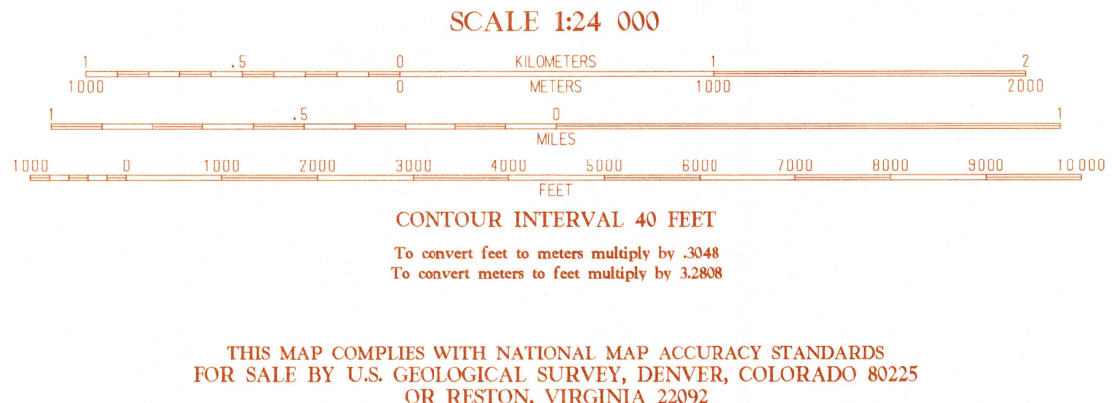 SCALE 1:24 000
1 .5 0 KILOMETERS 1 2
1000 0 METERS 1000 2000
1 .5 0 1
MILES
1000 0 1000 2000 3000 4000 5000 6000 7000 8000 9000 10000
FEET
CONTOUR INTERVAL 40 FEET
To convert feet to meters multiply by .3048
To convert meters to feet multiply by 3.2808
THIS MAP COMPLIES WITH NATIONAL MAP ACCURACY STANDARDS
FOR SALE BY U.S. GEOLOGICAL SURVEY, DENVER, COLORADO 80225
OR RESTON, VIRGINIA 22092